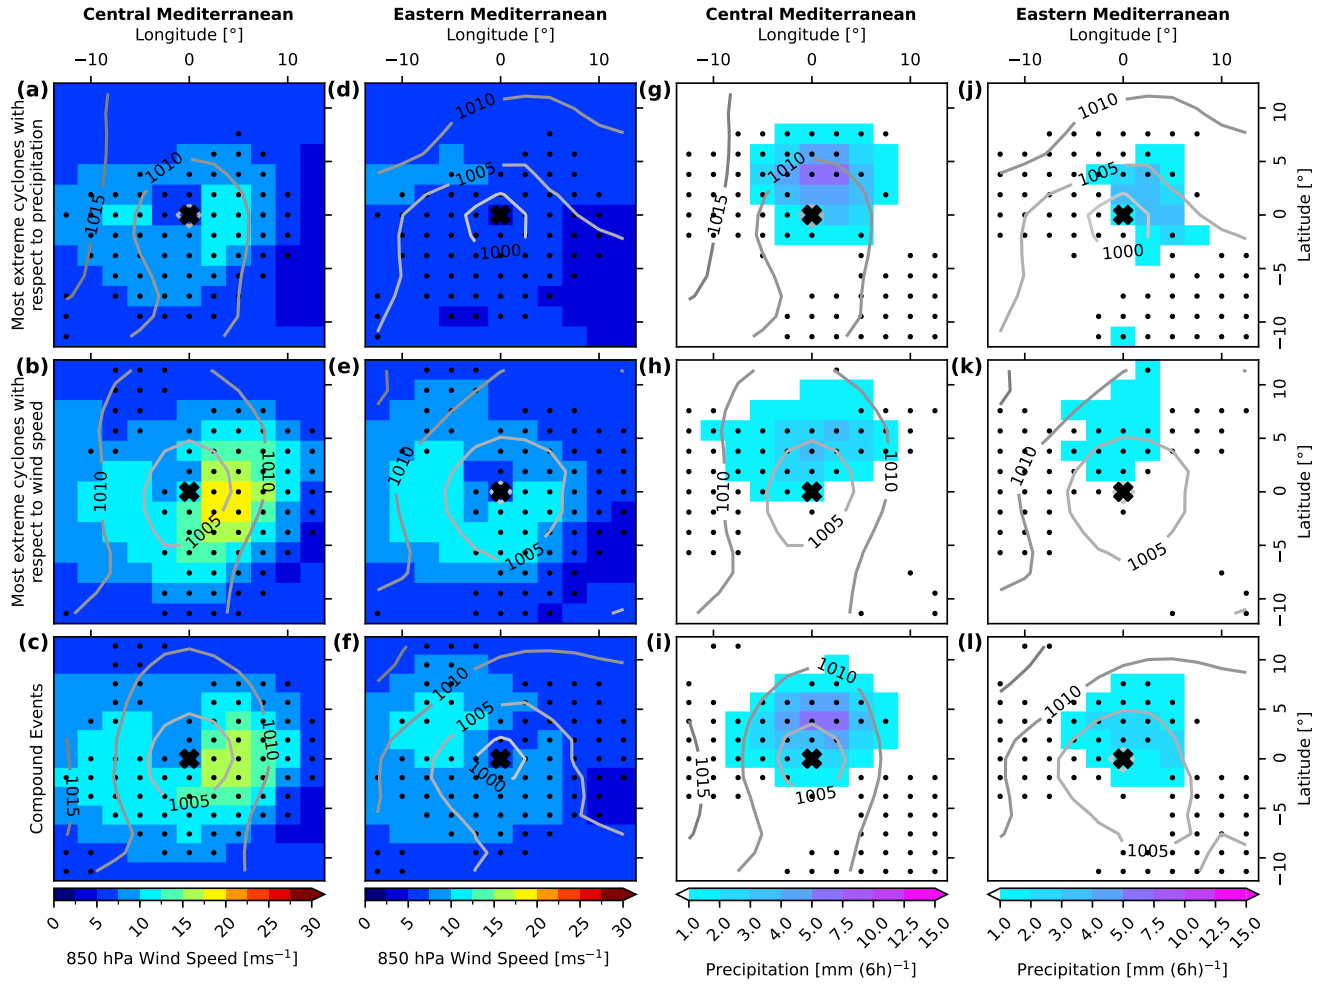 Central Mediterranean
Eastern Mediterranean
Central Mediterranean
Eastern Mediterranean
Longitude [°]
Longitude [°]
Longitude [°]
Longitude [°]
−10 0 10
−10 0 10
−10 0 10
−10 0 10
Most extreme cyclones with
respect to precipitation
(a)
1010
1015
(d)
1010
1005
1000
(g)
1010
1015
(j)
1010
1005
1000
10
5
0
−5
−10
Latitude [°]
Most extreme cyclones with
respect to wind speed
(b)
1010
1010
1005
(e)
1010
1005
(h)
1010
1010
1005
(k)
1010
1005
10
5
0
−5
−10
Latitude [°]
Compound Events
(c)
1010
1005
1015
(f)
1010
1005
1000
(i)
1010
1015
1005
(l)
1010
1005
10
5
0
−5
−10
Latitude [°]
0 5 10 15 20 25 30
850 hPa Wind Speed [ms⁻¹]
0 5 10 15 20 25 30
850 hPa Wind Speed [ms⁻¹]
1.0 2.0 3.0 4.0 5.0 7.5 10.0 12.5 15.0
Precipitation [mm (6h)⁻¹]
1.0 2.0 3.0 4.0 5.0 7.5 10.0 12.5 15.0
Precipitation [mm (6h)⁻¹]